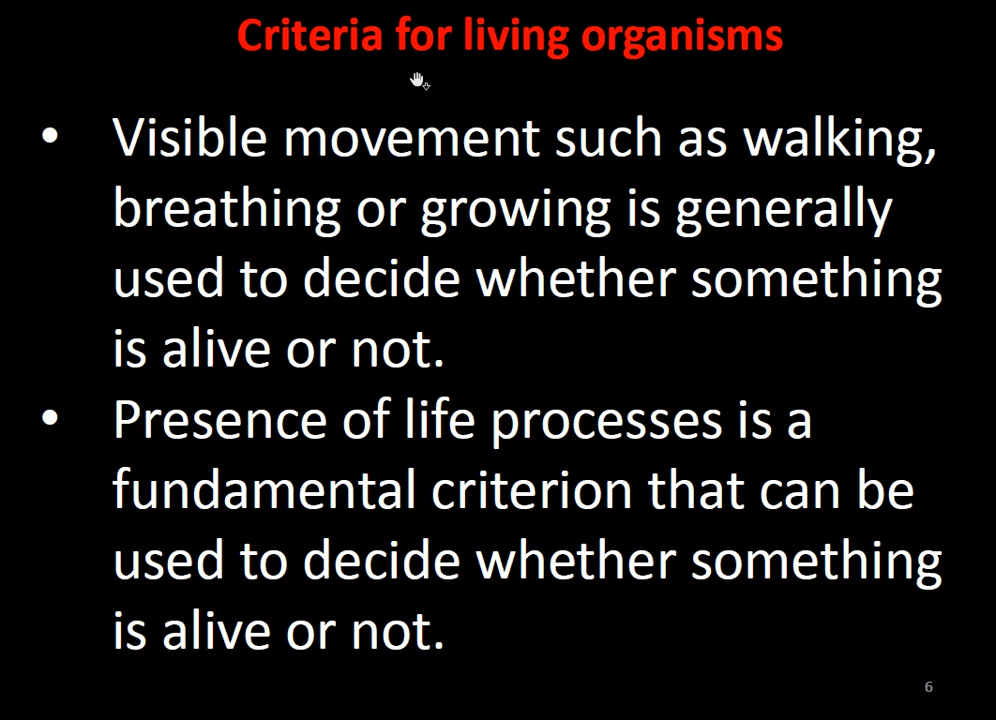 Criteria for living organisms
• Visible movement such as walking,
breathing or growing is generally
used to decide whether something
is alive or not.
• Presence of life processes is a
fundamental criterion that can be
used to decide whether something
is alive or not.
6